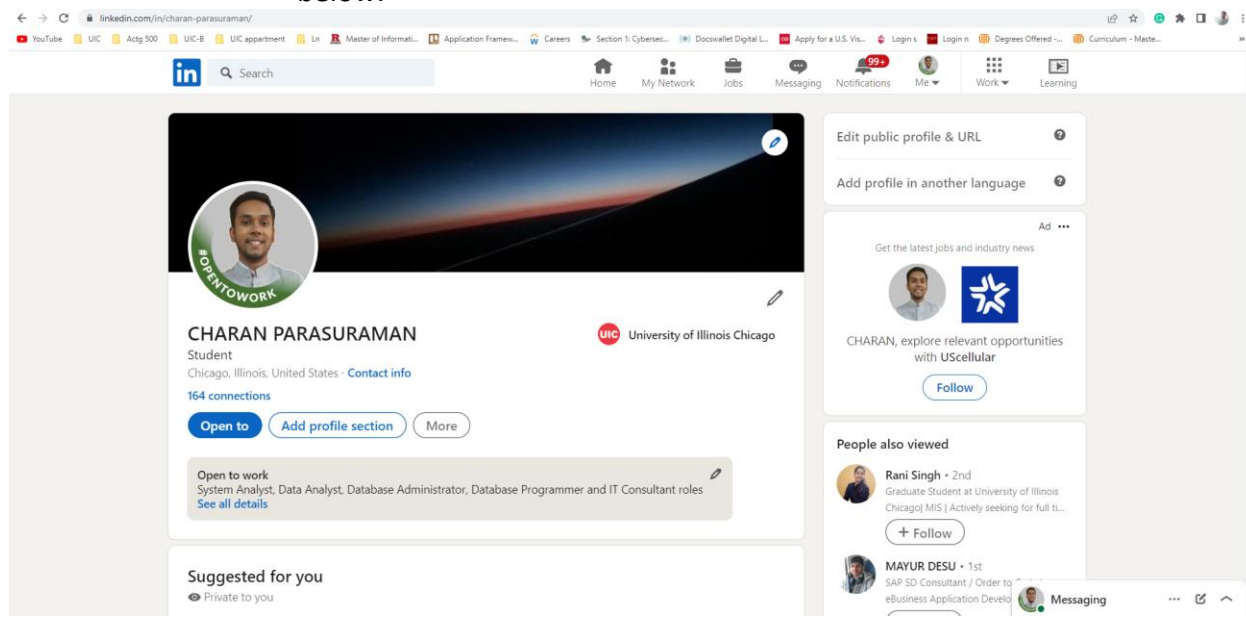 below.
linkedin.com/in/charan-parasuraman/
YouTube UIC Actg 500 UIC-B UIC appartment Ln Master of Informati... Application Framew... Careers Section 1: Cybersec... Docswallet Digital L... Apply for a U.S. Vis... Login s Login n Degrees Offered -... Curriculum - Maste...
in Search Home My Network Jobs Messaging 99+ Notifications Me Work Learning
#OPENTOWORK
CHARAN PARASURAMAN
Student
Chicago, Illinois, United States · Contact info
164 connections
Open to Add profile section More
UIC University of Illinois Chicago
Open to work
System Analyst, Data Analyst, Database Administrator, Database Programmer and IT Consultant roles
See all details
Suggested for you
Private to you
Edit public profile & URL
Add profile in another language
Ad
Get the latest jobs and industry news
CHARAN, explore relevant opportunities
with UScellular
Follow
People also viewed
Rani Singh • 2nd
Graduate Student at University of Illinois
Chicago| MIS | Actively seeking for full ti...
+ Follow
MAYUR DESU • 1st
SAP SD Consultant / Order to
eBusiness Application Develo
Messaging